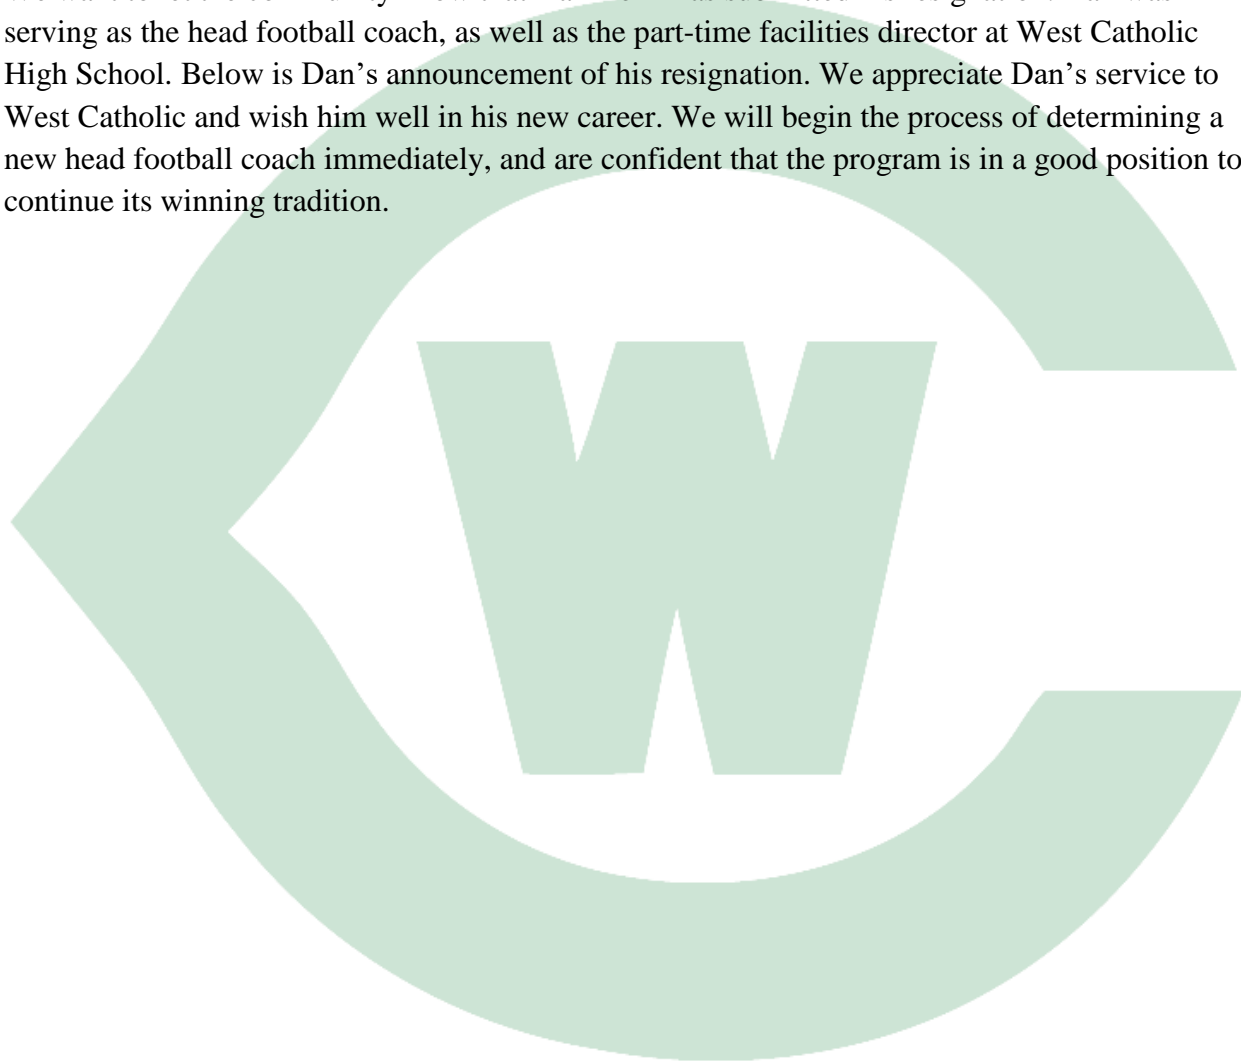 serving as the head football coach, as well as the part-time facilities director at West Catholic
High School. Below is Dan’s announcement of his resignation. We appreciate Dan’s service to
West Catholic and wish him well in his new career. We will begin the process of determining a
new head football coach immediately, and are confident that the program is in a good position to
continue its winning tradition.
W